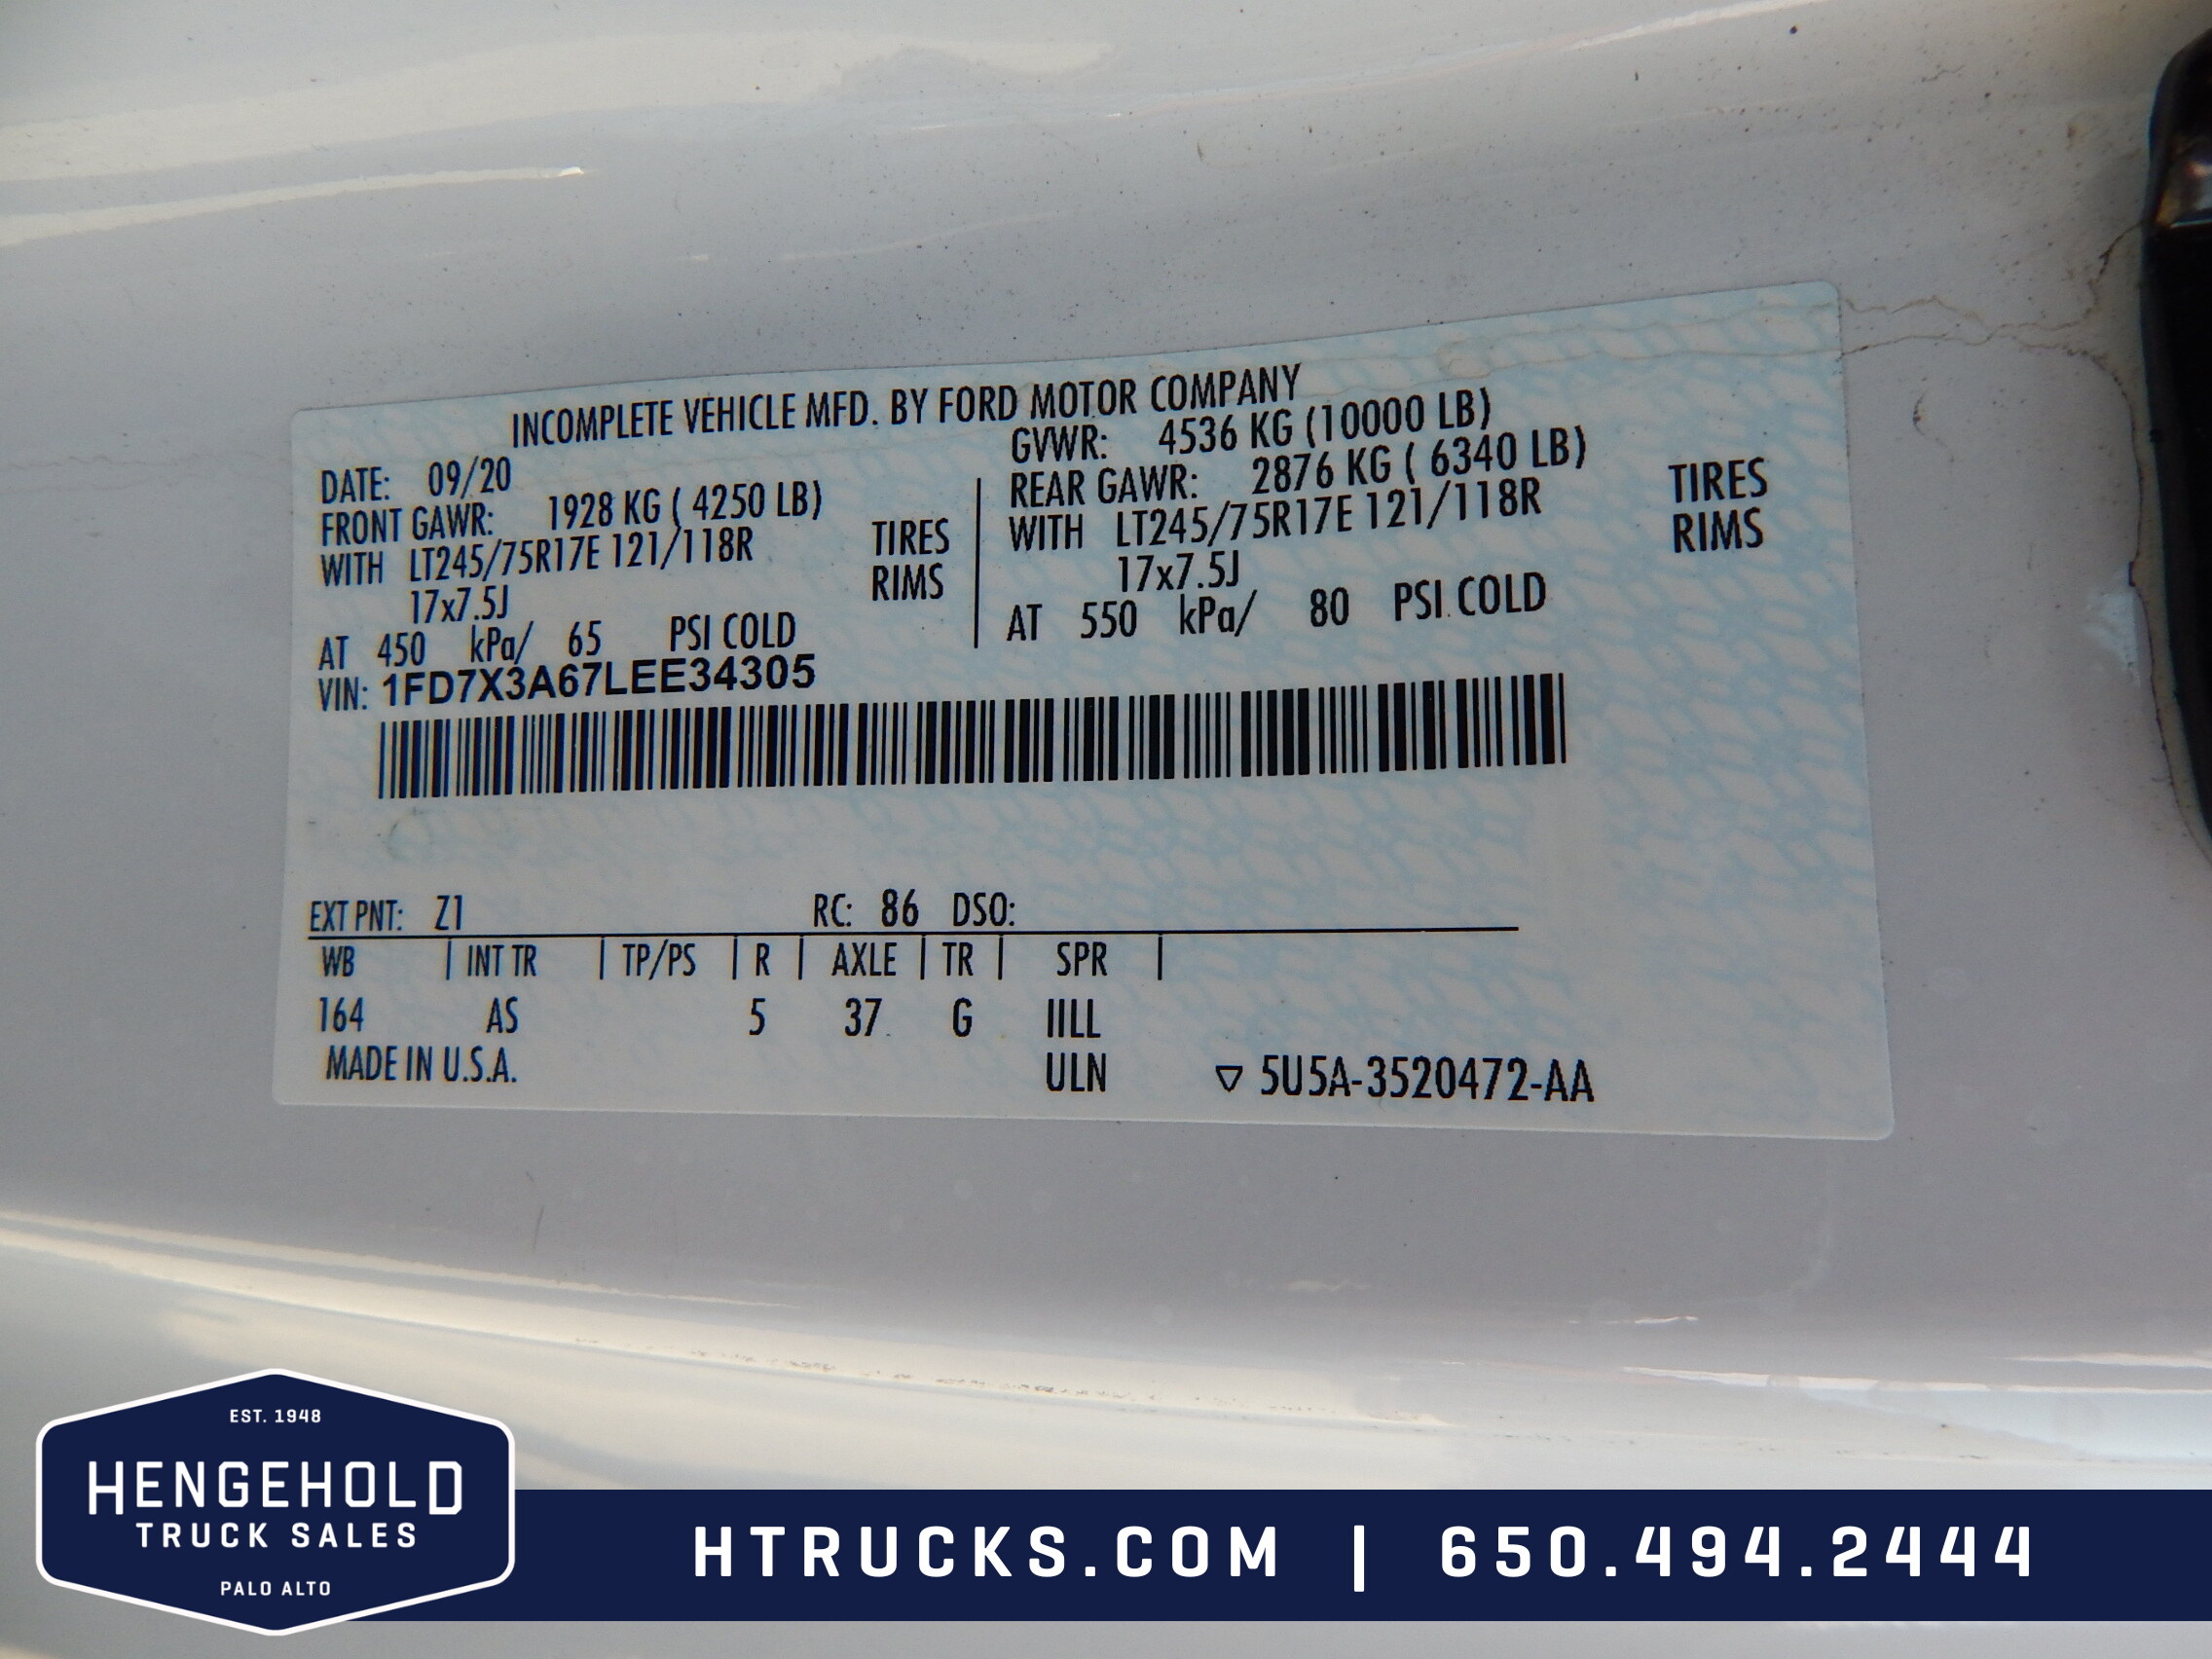 INCOMPLETE VEHICLE MFD. BY FORD MOTOR COMPANY
DATE: 09/20
FRONT GAWR: 1928 KG ( 4250 LB)
WITH LT245/75R17E 121/118R TIRES
17x7.5J RIMS
AT 450 kPa/ 65 PSI COLD
GVWR: 4536 KG (10000 LB)
REAR GAWR: 2876 KG ( 6340 LB)
WITH LT245/75R17E 121/118R TIRES
17x7.5J RIMS
AT 550 kPa/ 80 PSI COLD
VIN: 1FD7X3A67LEE34305
EXT PNT: Z1 RC: 86 DSO:
WB | INT TR | TP/PS | R | AXLE | TR | SPR |
164 AS 5 37 G IILL
MADE IN U.S.A. ULN ▽ 5U5A-3520472-AA
EST. 1948
HENGEHOLD
TRUCK SALES
PALO ALTO
HTRUCKS.COM | 650.494.2444